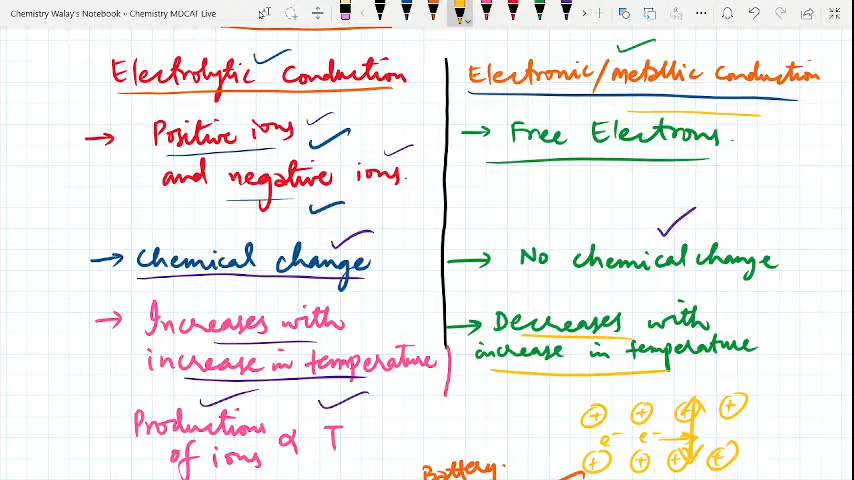 Chemistry Walay's Notebook » Chemistry MDCAT Live
Electrolytic Conduction
→ Positive ions
and negative ions.
→ Chemical change
→ Increases with
increase in temperature
Productions
of ions ∝ T
Electronic/metallic conduction
→ Free Electrons.
→ No chemical change
→ Decreases with
increase in temperature
+ + + +
e⁻ e⁻
+ + + +
Battery.